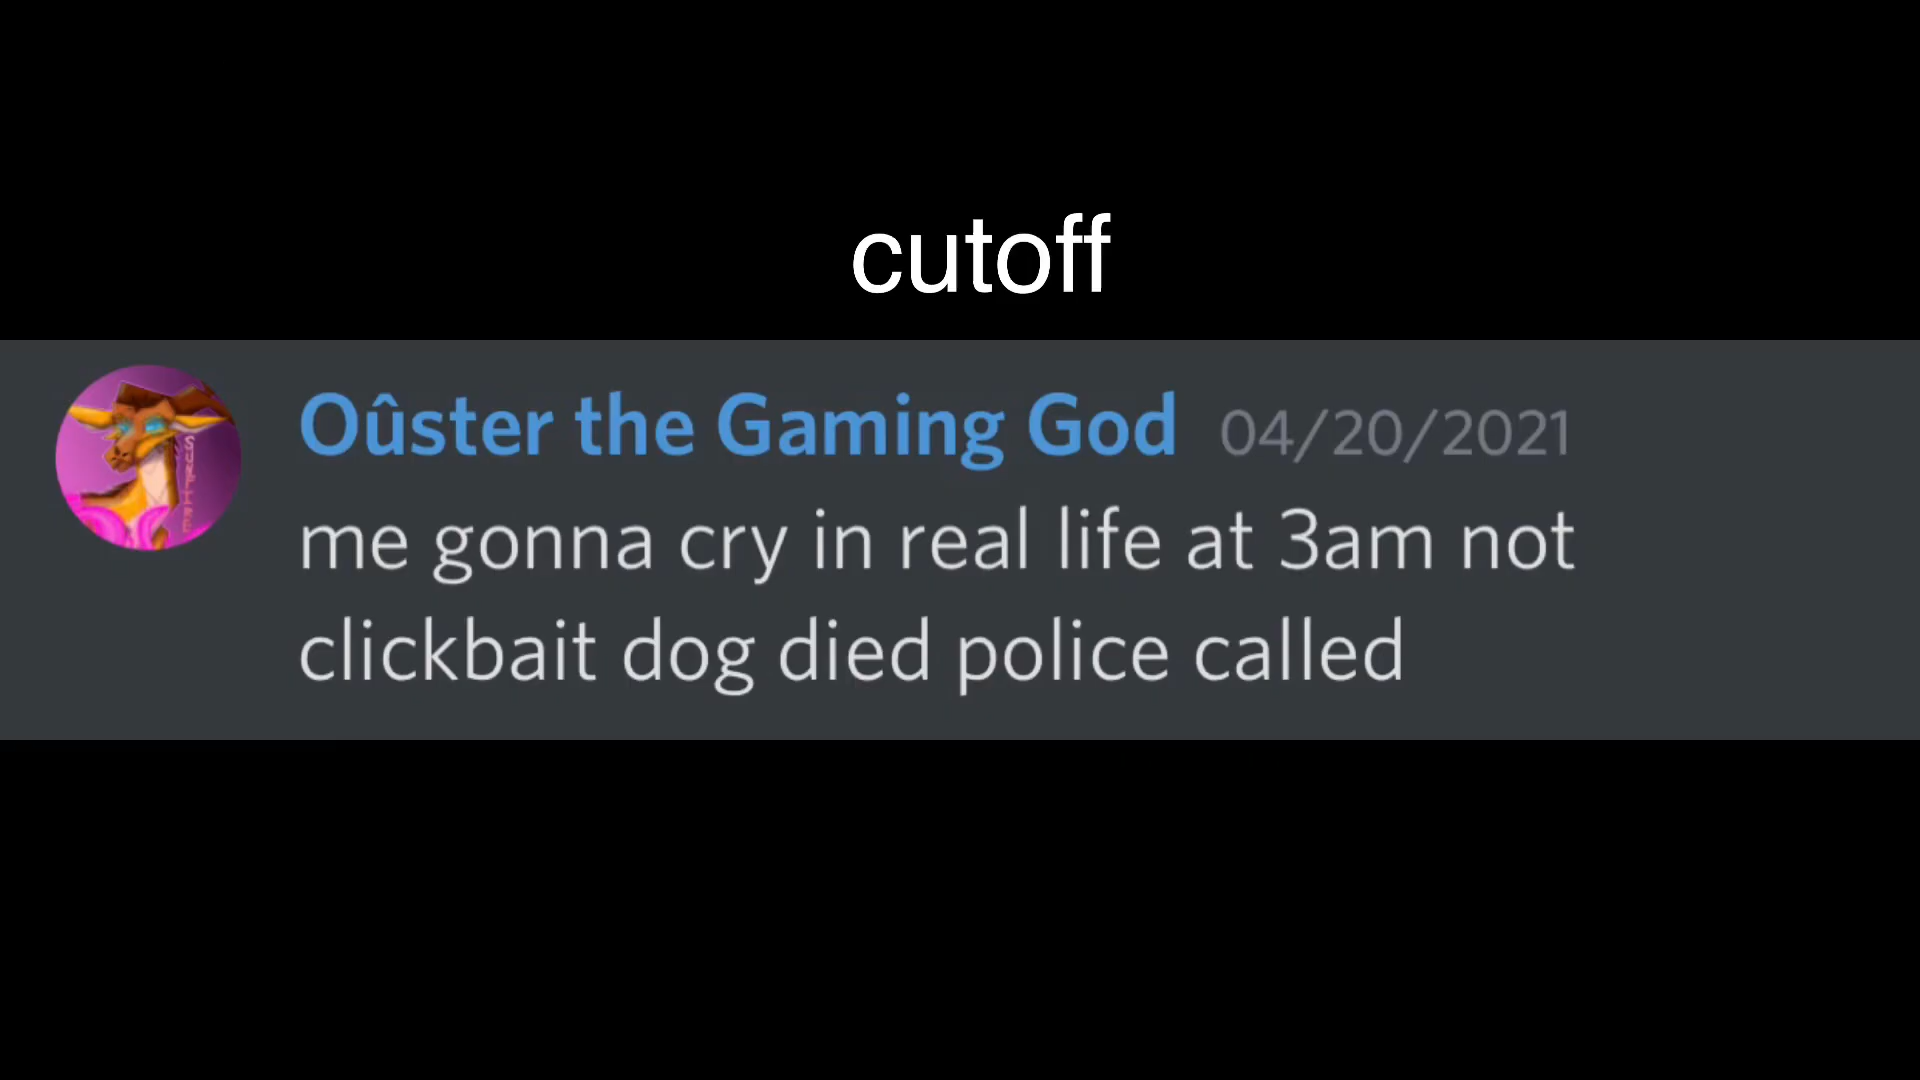 cutoff
Oûster the Gaming God 04/20/2021
me gonna cry in real life at 3am not
clickbait dog died police called